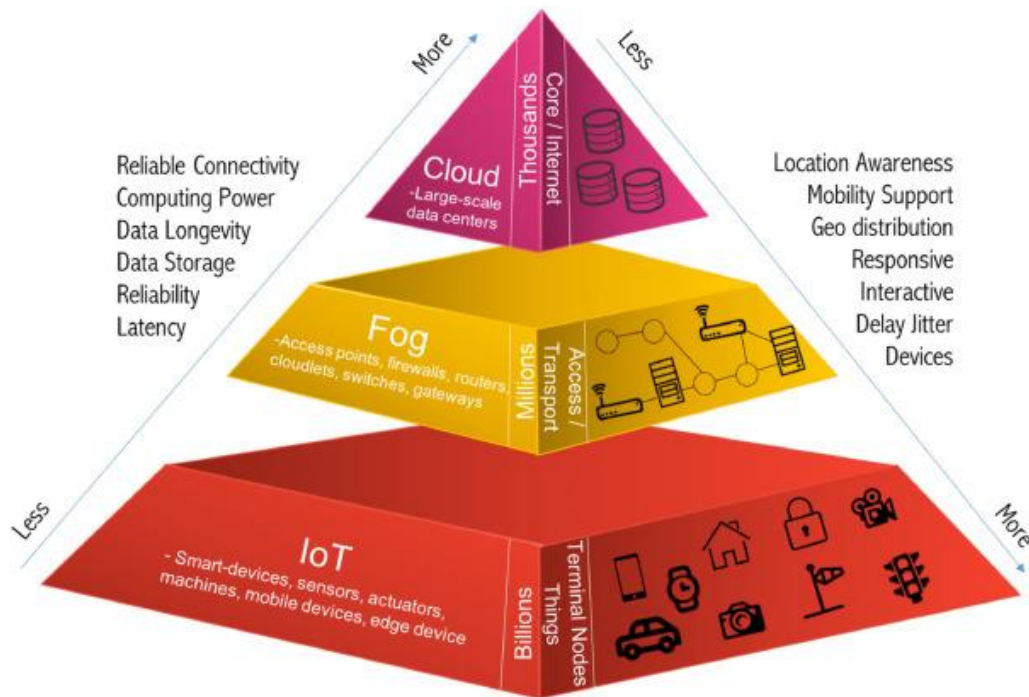 More
Less
Reliable Connectivity
Computing Power
Data Longevity
Data Storage
Reliability
Latency
Location Awareness
Mobility Support
Geo distribution
Responsive
Interactive
Delay Jitter
Devices
Cloud
-Large-scale
data centers
Thousands
Core / Internet
Fog
-Access points, firewalls, routers,
cloudlets, switches, gateways
Millions
Access /
Transport
Less
More
IoT
- Smart-devices, sensors, actuators,
machines, mobile devices, edge device
Billions
Terminal Nodes
Things